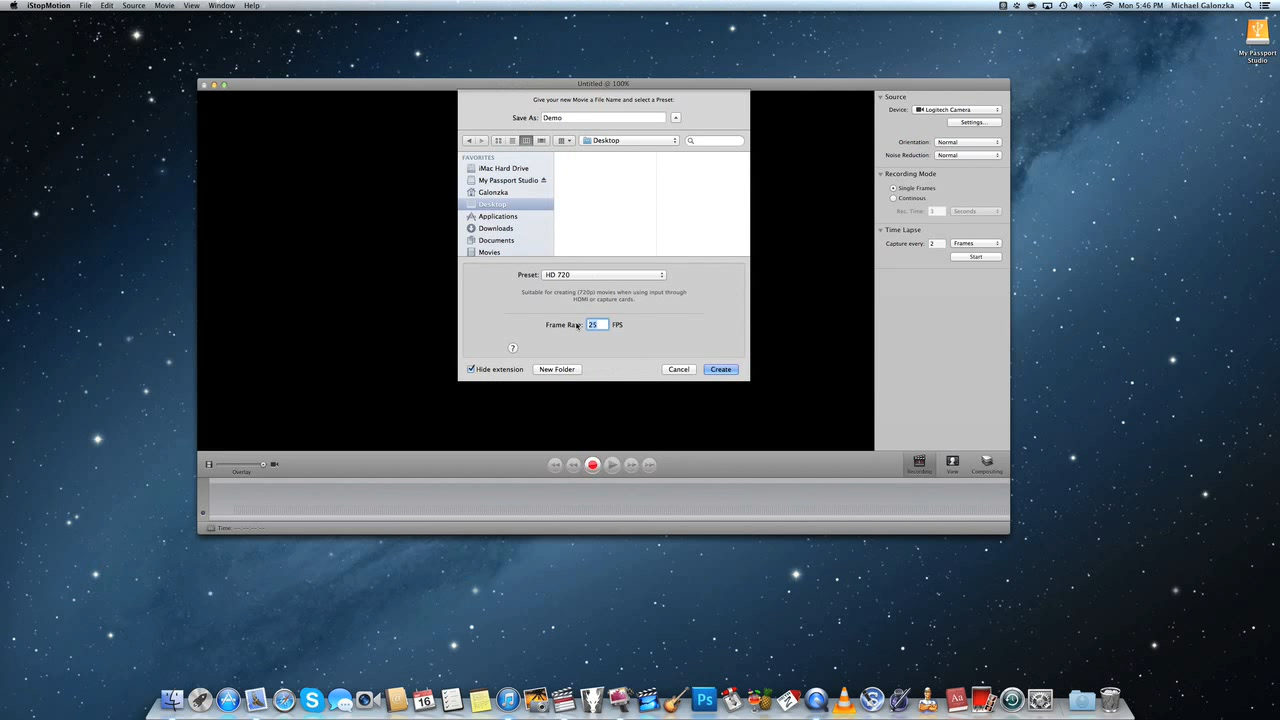 iStopMotion File Edit Source Movie View Window Help Mon 5:46 PM Michael Galonzka
My Passport Studio
Untitled @ 100%
Give your new Movie a File Name and select a Preset:
Save As: Demo
Desktop
FAVORITES
iMac Hard Drive
My Passport Studio
Galonzka
Desktop
Applications
Downloads
Documents
Movies
Preset: HD 720
Suitable for creating (720p) movies when using input through
HDMI or capture cards.
Frame Rate: 25 FPS
?
Hide extension New Folder Cancel Create
Source
Device: Logitech Camera
Settings...
Orientation: Normal
Noise Reduction: Normal
Recording Mode
Single Frames
Continous
Rec. Time: 3 Seconds
Time Lapse
Capture every: 2 Frames
Start
Overlay
Recording View Compositing
Time: -- -- -- --
16
Aa
Ps